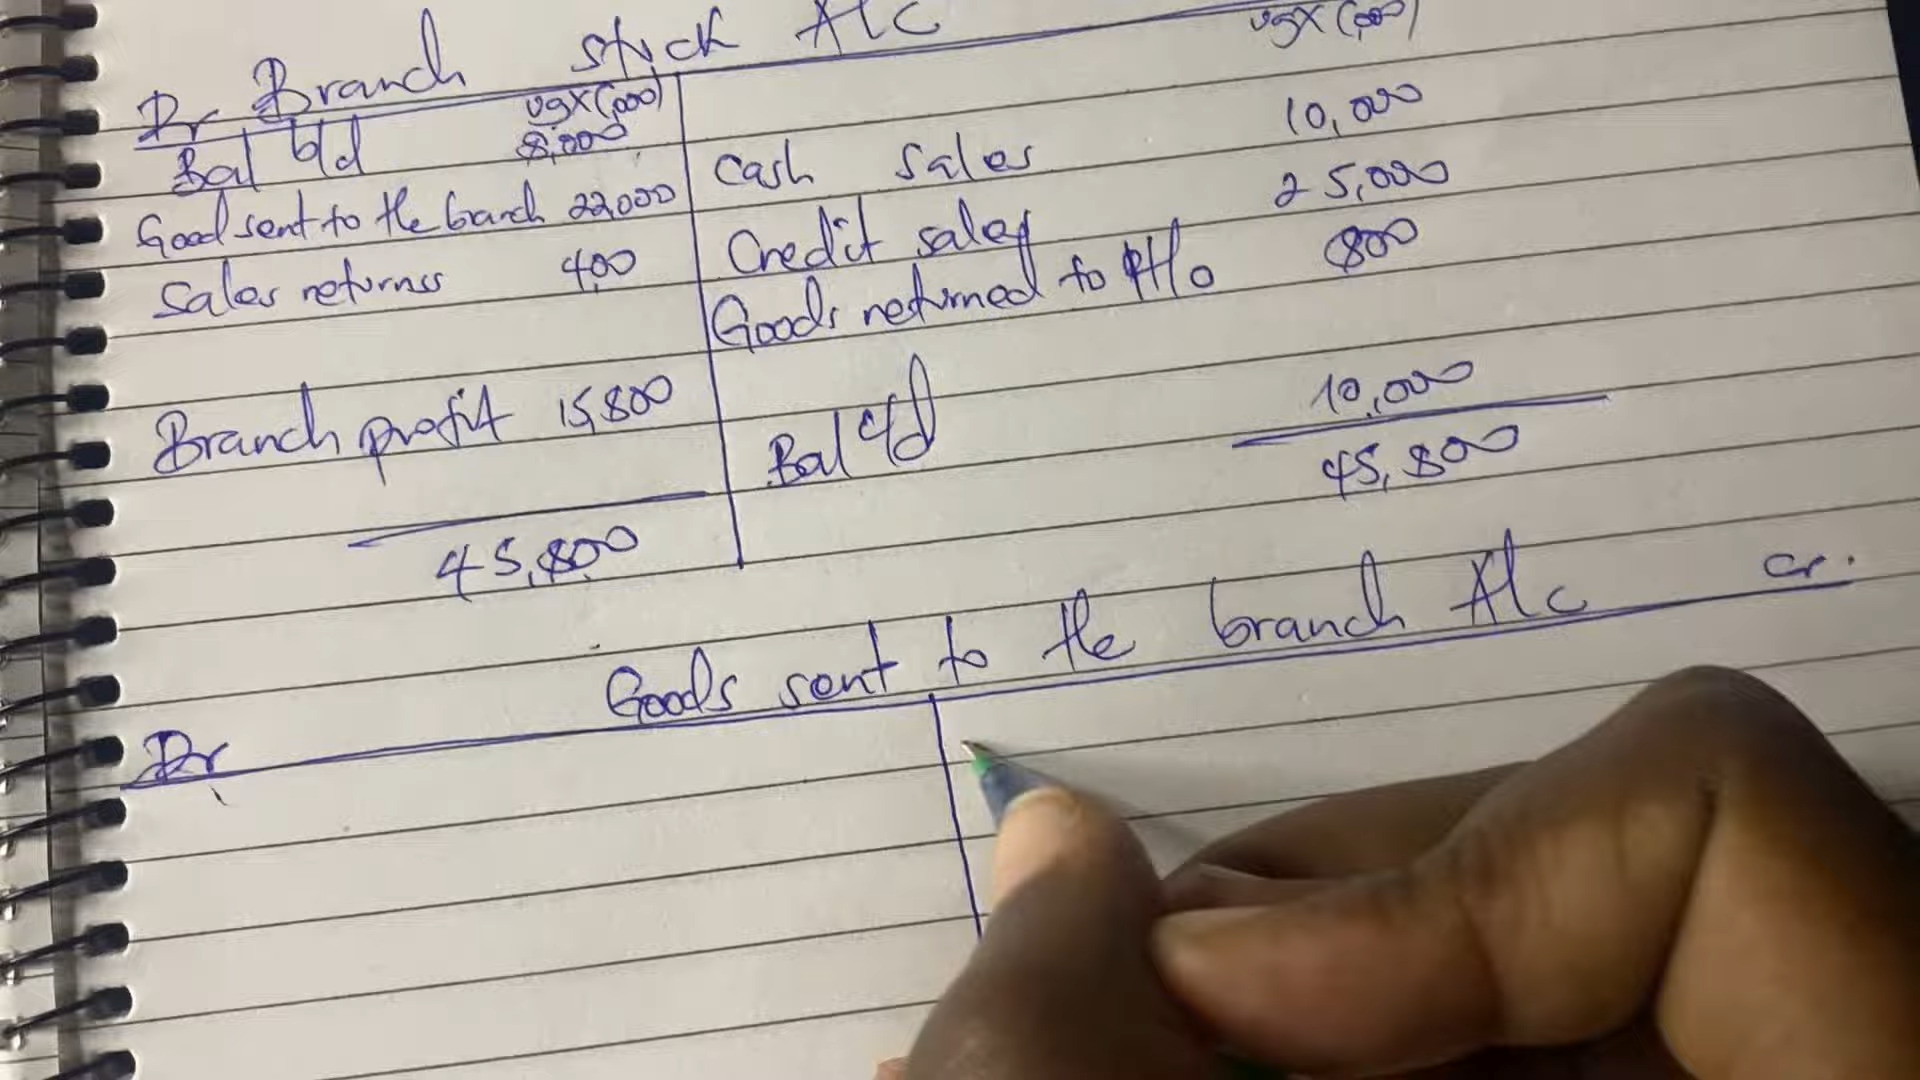 Branch stock A/c
Dr ugx(,000) ugx(,000)
Bal b/d 8,000 Cash sales 10,000
Good sent to the branch 22,000 Credit sales 25,000
Sales returns 400 Goods returned to H/o 800
Branch profit 15,800 Bal c/d 10,000
45,800 45,800
Goods sent to the branch A/c
Dr cr.